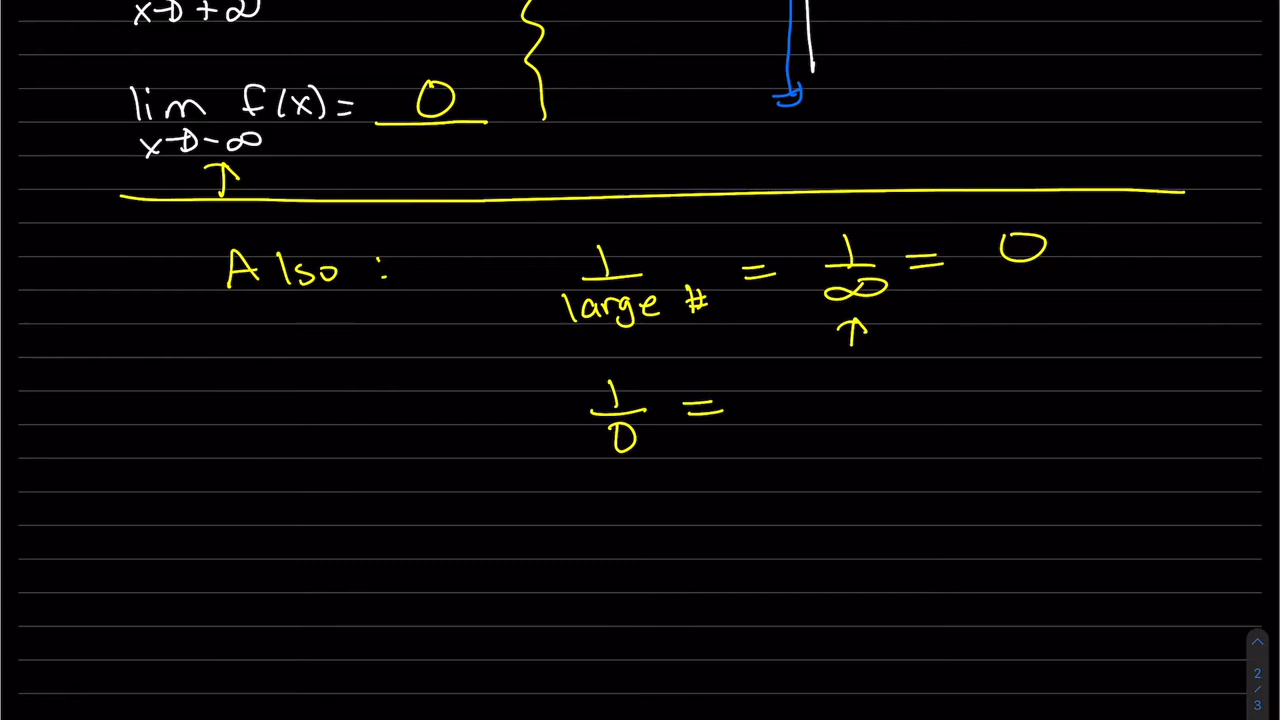 x→+∞
lim f(x) = 0
x→-∞
↑
Also : 1/large # = 1/∞ = 0
↑
1/0 =
2 / 3